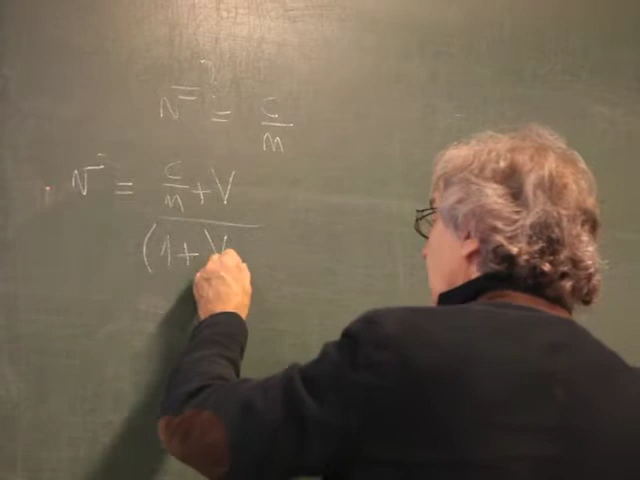 v = c/m
v = c/m + V
(1 + V